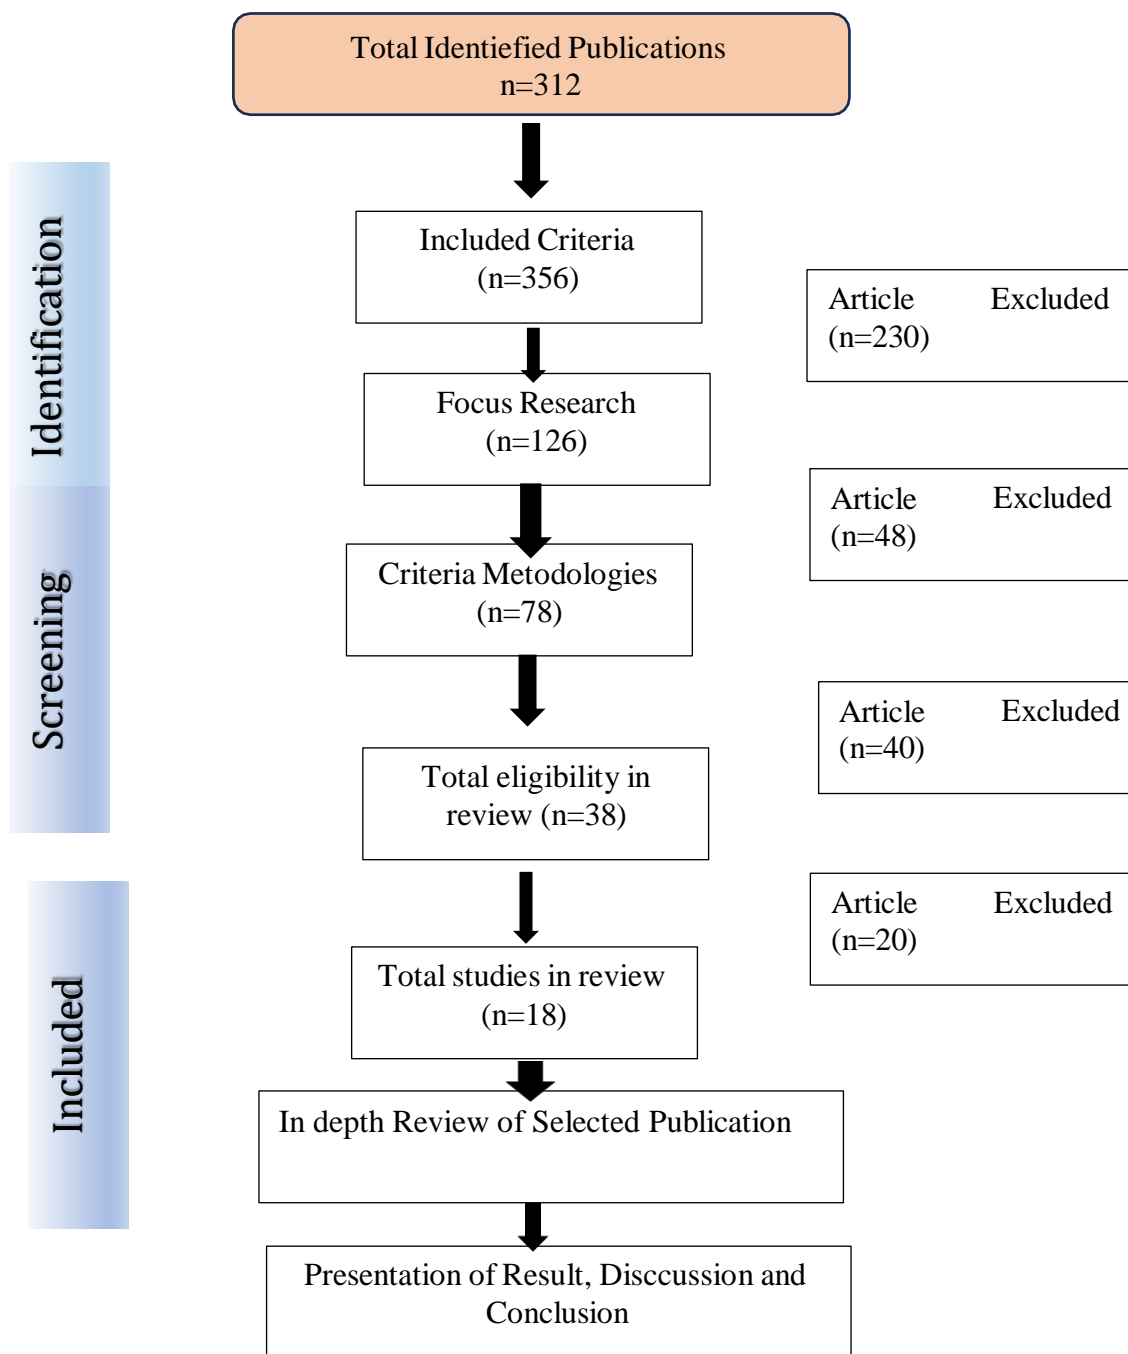 Total Identiefied Publications
n=312
Identification
Included Criteria
(n=356)
Article Excluded
(n=230)
Focus Research
(n=126)
Article Excluded
(n=48)
Screening
Criteria Metodologies
(n=78)
Article Excluded
(n=40)
Total eligibility in
review (n=38)
Article Excluded
(n=20)
Included
Total studies in review
(n=18)
In depth Review of Selected Publication
Presentation of Result, Disccussion and
Conclusion